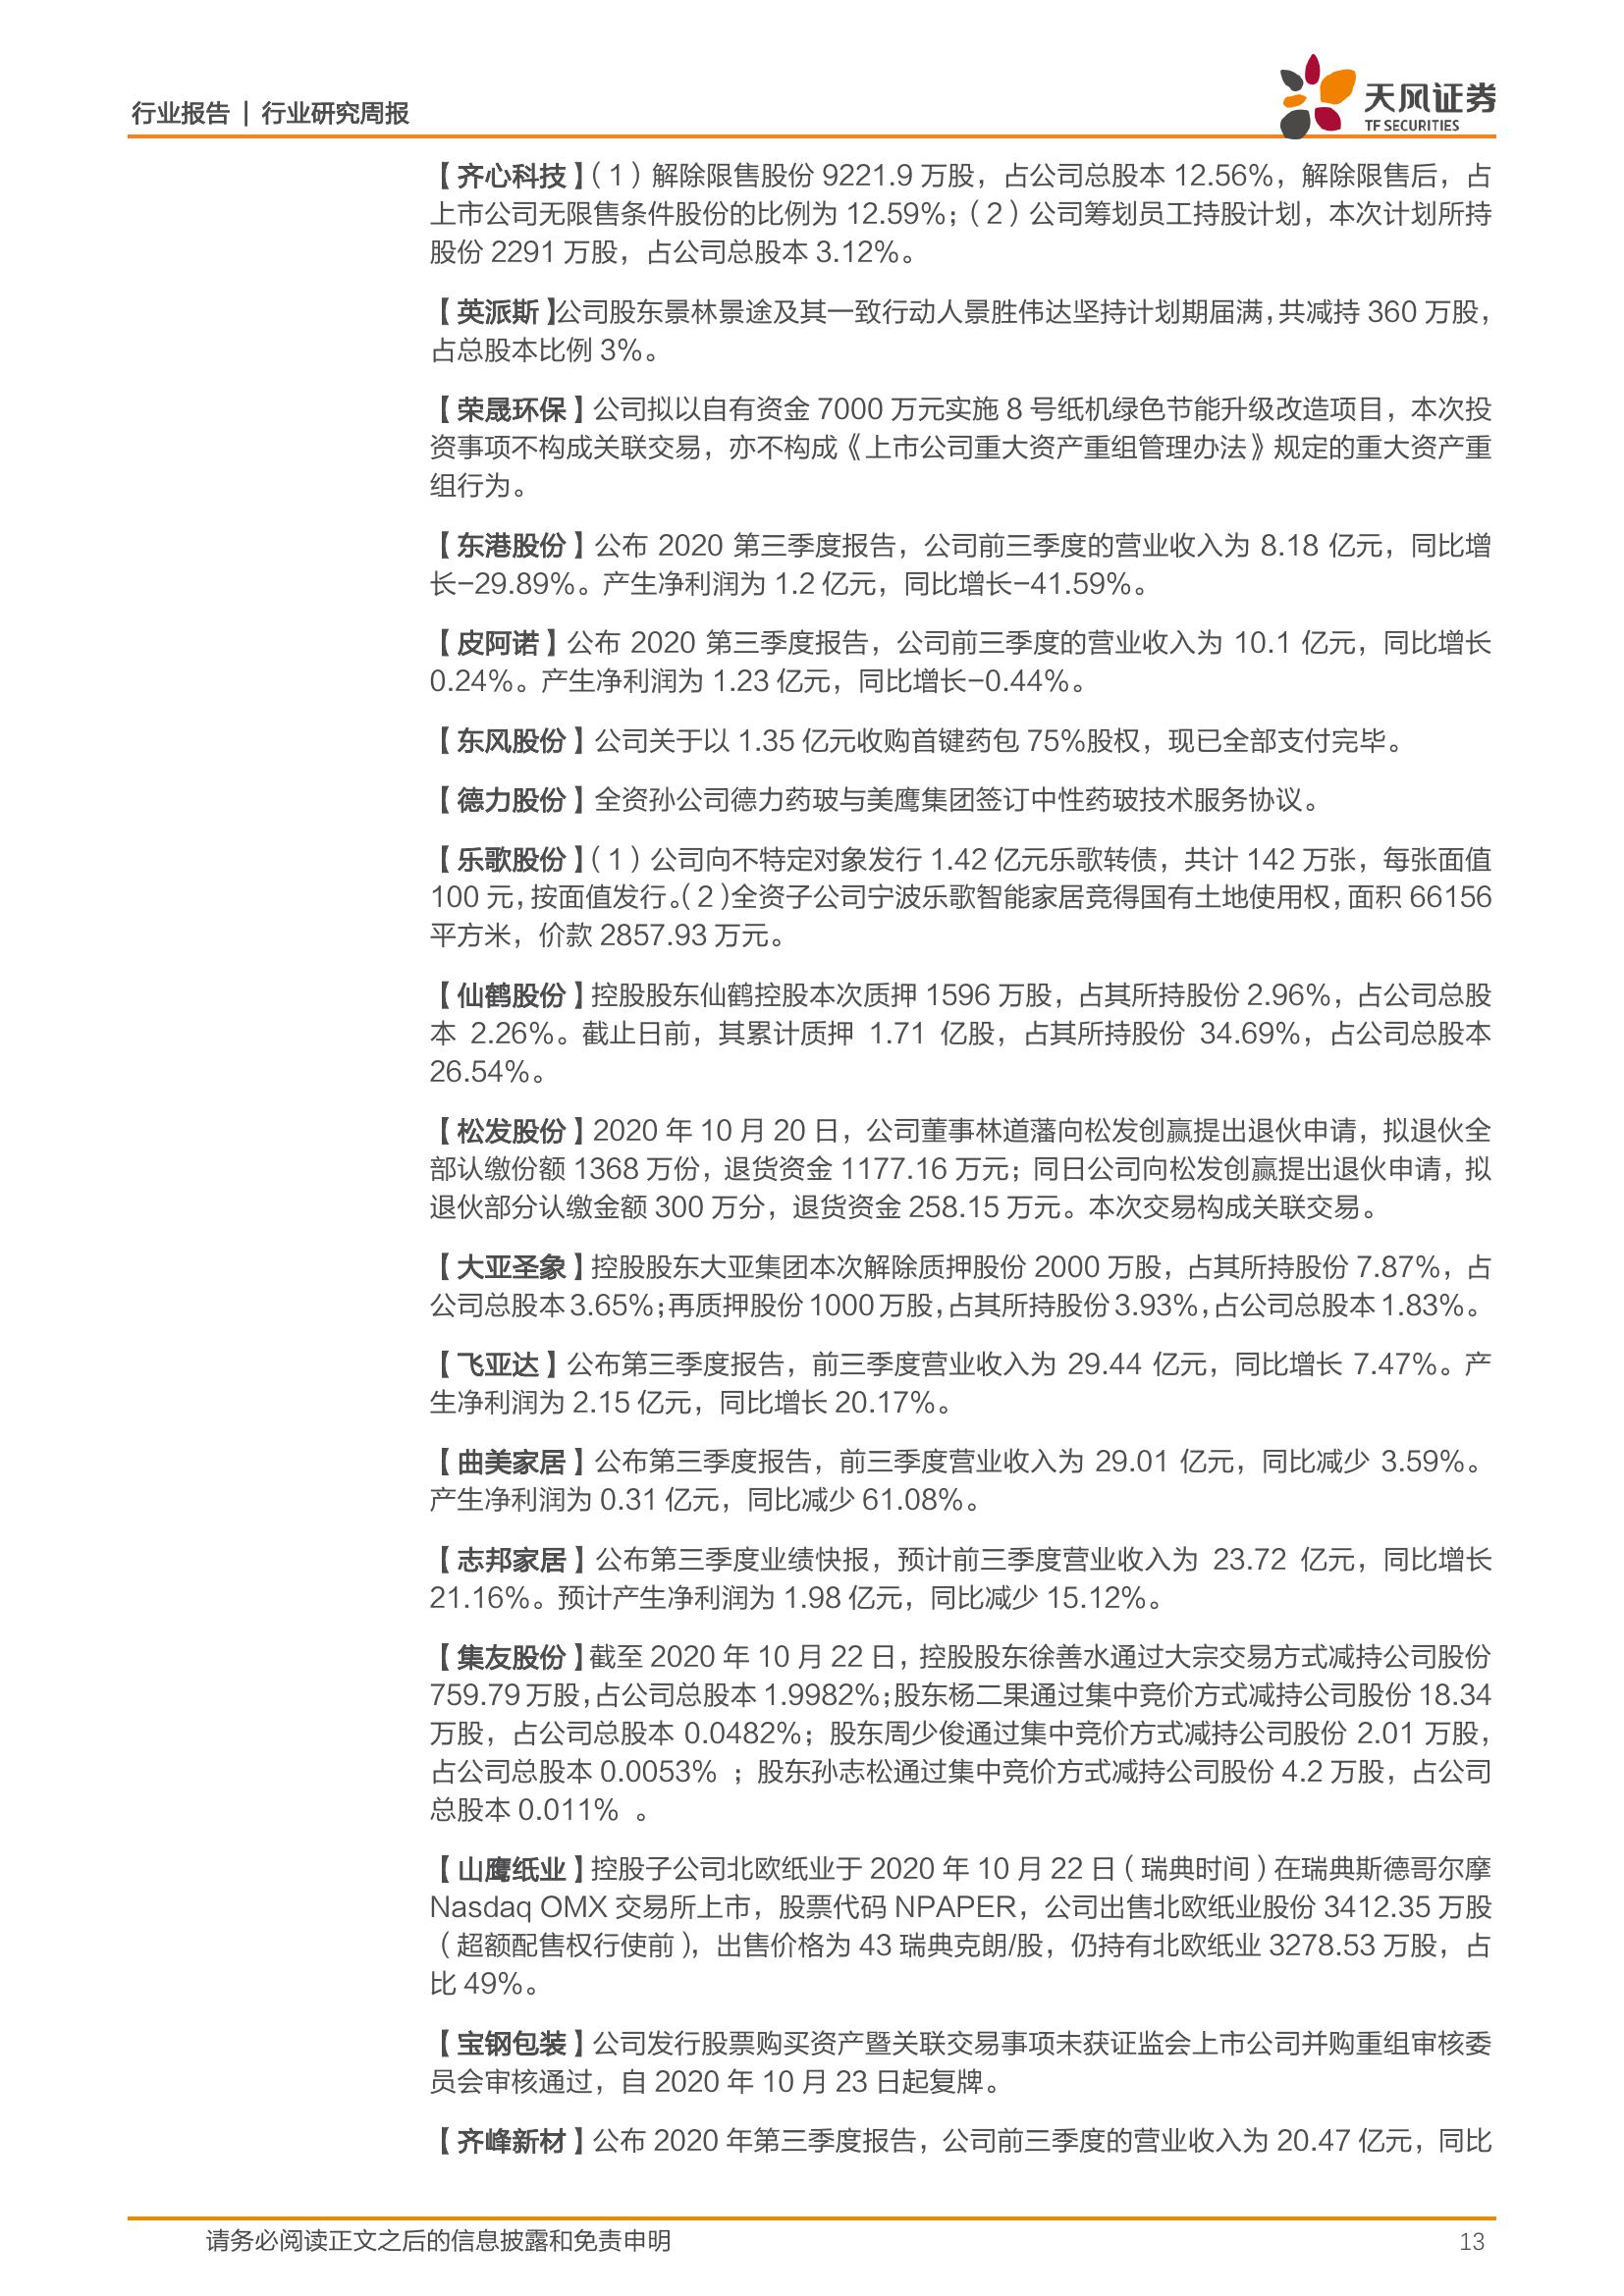 行业报告 | 行业研究周报
天风证券
TF SECURITIES
【齐心科技】（1）解除限售股份 9221.9 万股，占公司总股本 12.56%，解除限售后，占
上市公司无限售条件股份的比例为 12.59%；（2）公司筹划员工持股计划，本次计划所持
股份 2291 万股，占公司总股本 3.12%。
【英派斯】公司股东景林景途及其一致行动人景胜伟达坚持计划期届满，共减持 360 万股，
占总股本比例 3%。
【荣晟环保】公司拟以自有资金 7000 万元实施 8 号纸机绿色节能升级改造项目，本次投
资事项不构成关联交易，亦不构成《上市公司重大资产重组管理办法》规定的重大资产重
组行为。
【东港股份】公布 2020 第三季度报告，公司前三季度的营业收入为 8.18 亿元，同比增
长-29.89%。产生净利润为 1.2 亿元，同比增长-41.59%。
【皮阿诺】公布 2020 第三季度报告，公司前三季度的营业收入为 10.1 亿元，同比增长
0.24%。产生净利润为 1.23 亿元，同比增长-0.44%。
【东风股份】公司关于以 1.35 亿元收购首键药包 75%股权，现已全部支付完毕。
【德力股份】全资孙公司德力药玻与美鹰集团签订中性药玻技术服务协议。
【乐歌股份】（1）公司向不特定对象发行 1.42 亿元乐歌转债，共计 142 万张，每张面值
100 元，按面值发行。（2）全资子公司宁波乐歌智能家居竞得国有土地使用权，面积 66156
平方米，价款 2857.93 万元。
【仙鹤股份】控股股东仙鹤控股本次质押 1596 万股，占其所持股份 2.96%，占公司总股
本 2.26%。截止日前，其累计质押 1.71 亿股，占其所持股份 34.69%，占公司总股本
26.54%。
【松发股份】2020 年 10 月 20 日，公司董事林道藩向松发创赢提出退伙申请，拟退伙全
部认缴份额 1368 万份，退货资金 1177.16 万元；同日公司向松发创赢提出退伙申请，拟
退伙部分认缴金额 300 万分，退货资金 258.15 万元。本次交易构成关联交易。
【大亚圣象】控股股东大亚集团本次解除质押股份 2000 万股，占其所持股份 7.87%，占
公司总股本 3.65%；再质押股份 1000 万股，占其所持股份 3.93%，占公司总股本 1.83%。
【飞亚达】公布第三季度报告，前三季度营业收入为 29.44 亿元，同比增长 7.47%。产
生净利润为 2.15 亿元，同比增长 20.17%。
【曲美家居】公布第三季度报告，前三季度营业收入为 29.01 亿元，同比减少 3.59%。
产生净利润为 0.31 亿元，同比减少 61.08%。
【志邦家居】公布第三季度业绩快报，预计前三季度营业收入为 23.72 亿元，同比增长
21.16%。预计产生净利润为 1.98 亿元，同比减少 15.12%。
【集友股份】截至 2020 年 10 月 22 日，控股股东徐善水通过大宗交易方式减持公司股份
759.79 万股，占公司总股本 1.9982%；股东杨二果通过集中竞价方式减持公司股份 18.34
万股，占公司总股本 0.0482%；股东周少俊通过集中竞价方式减持公司股份 2.01 万股，
占公司总股本 0.0053% ；股东孙志松通过集中竞价方式减持公司股份 4.2 万股，占公司
总股本 0.011% 。
【山鹰纸业】控股子公司北欧纸业于 2020 年 10 月 22 日（瑞典时间）在瑞典斯德哥尔摩
Nasdaq OMX 交易所上市，股票代码 NPAPER，公司出售北欧纸业股份 3412.35 万股
（超额配售权行使前），出售价格为 43 瑞典克朗/股，仍持有北欧纸业 3278.53 万股，占
比 49%。
【宝钢包装】公司发行股票购买资产暨关联交易事项未获证监会上市公司并购重组审核委
员会审核通过，自 2020 年 10 月 23 日起复牌。
【齐峰新材】公布 2020 年第三季度报告，公司前三季度的营业收入为 20.47 亿元，同比
请务必阅读正文之后的信息披露和免责申明
13